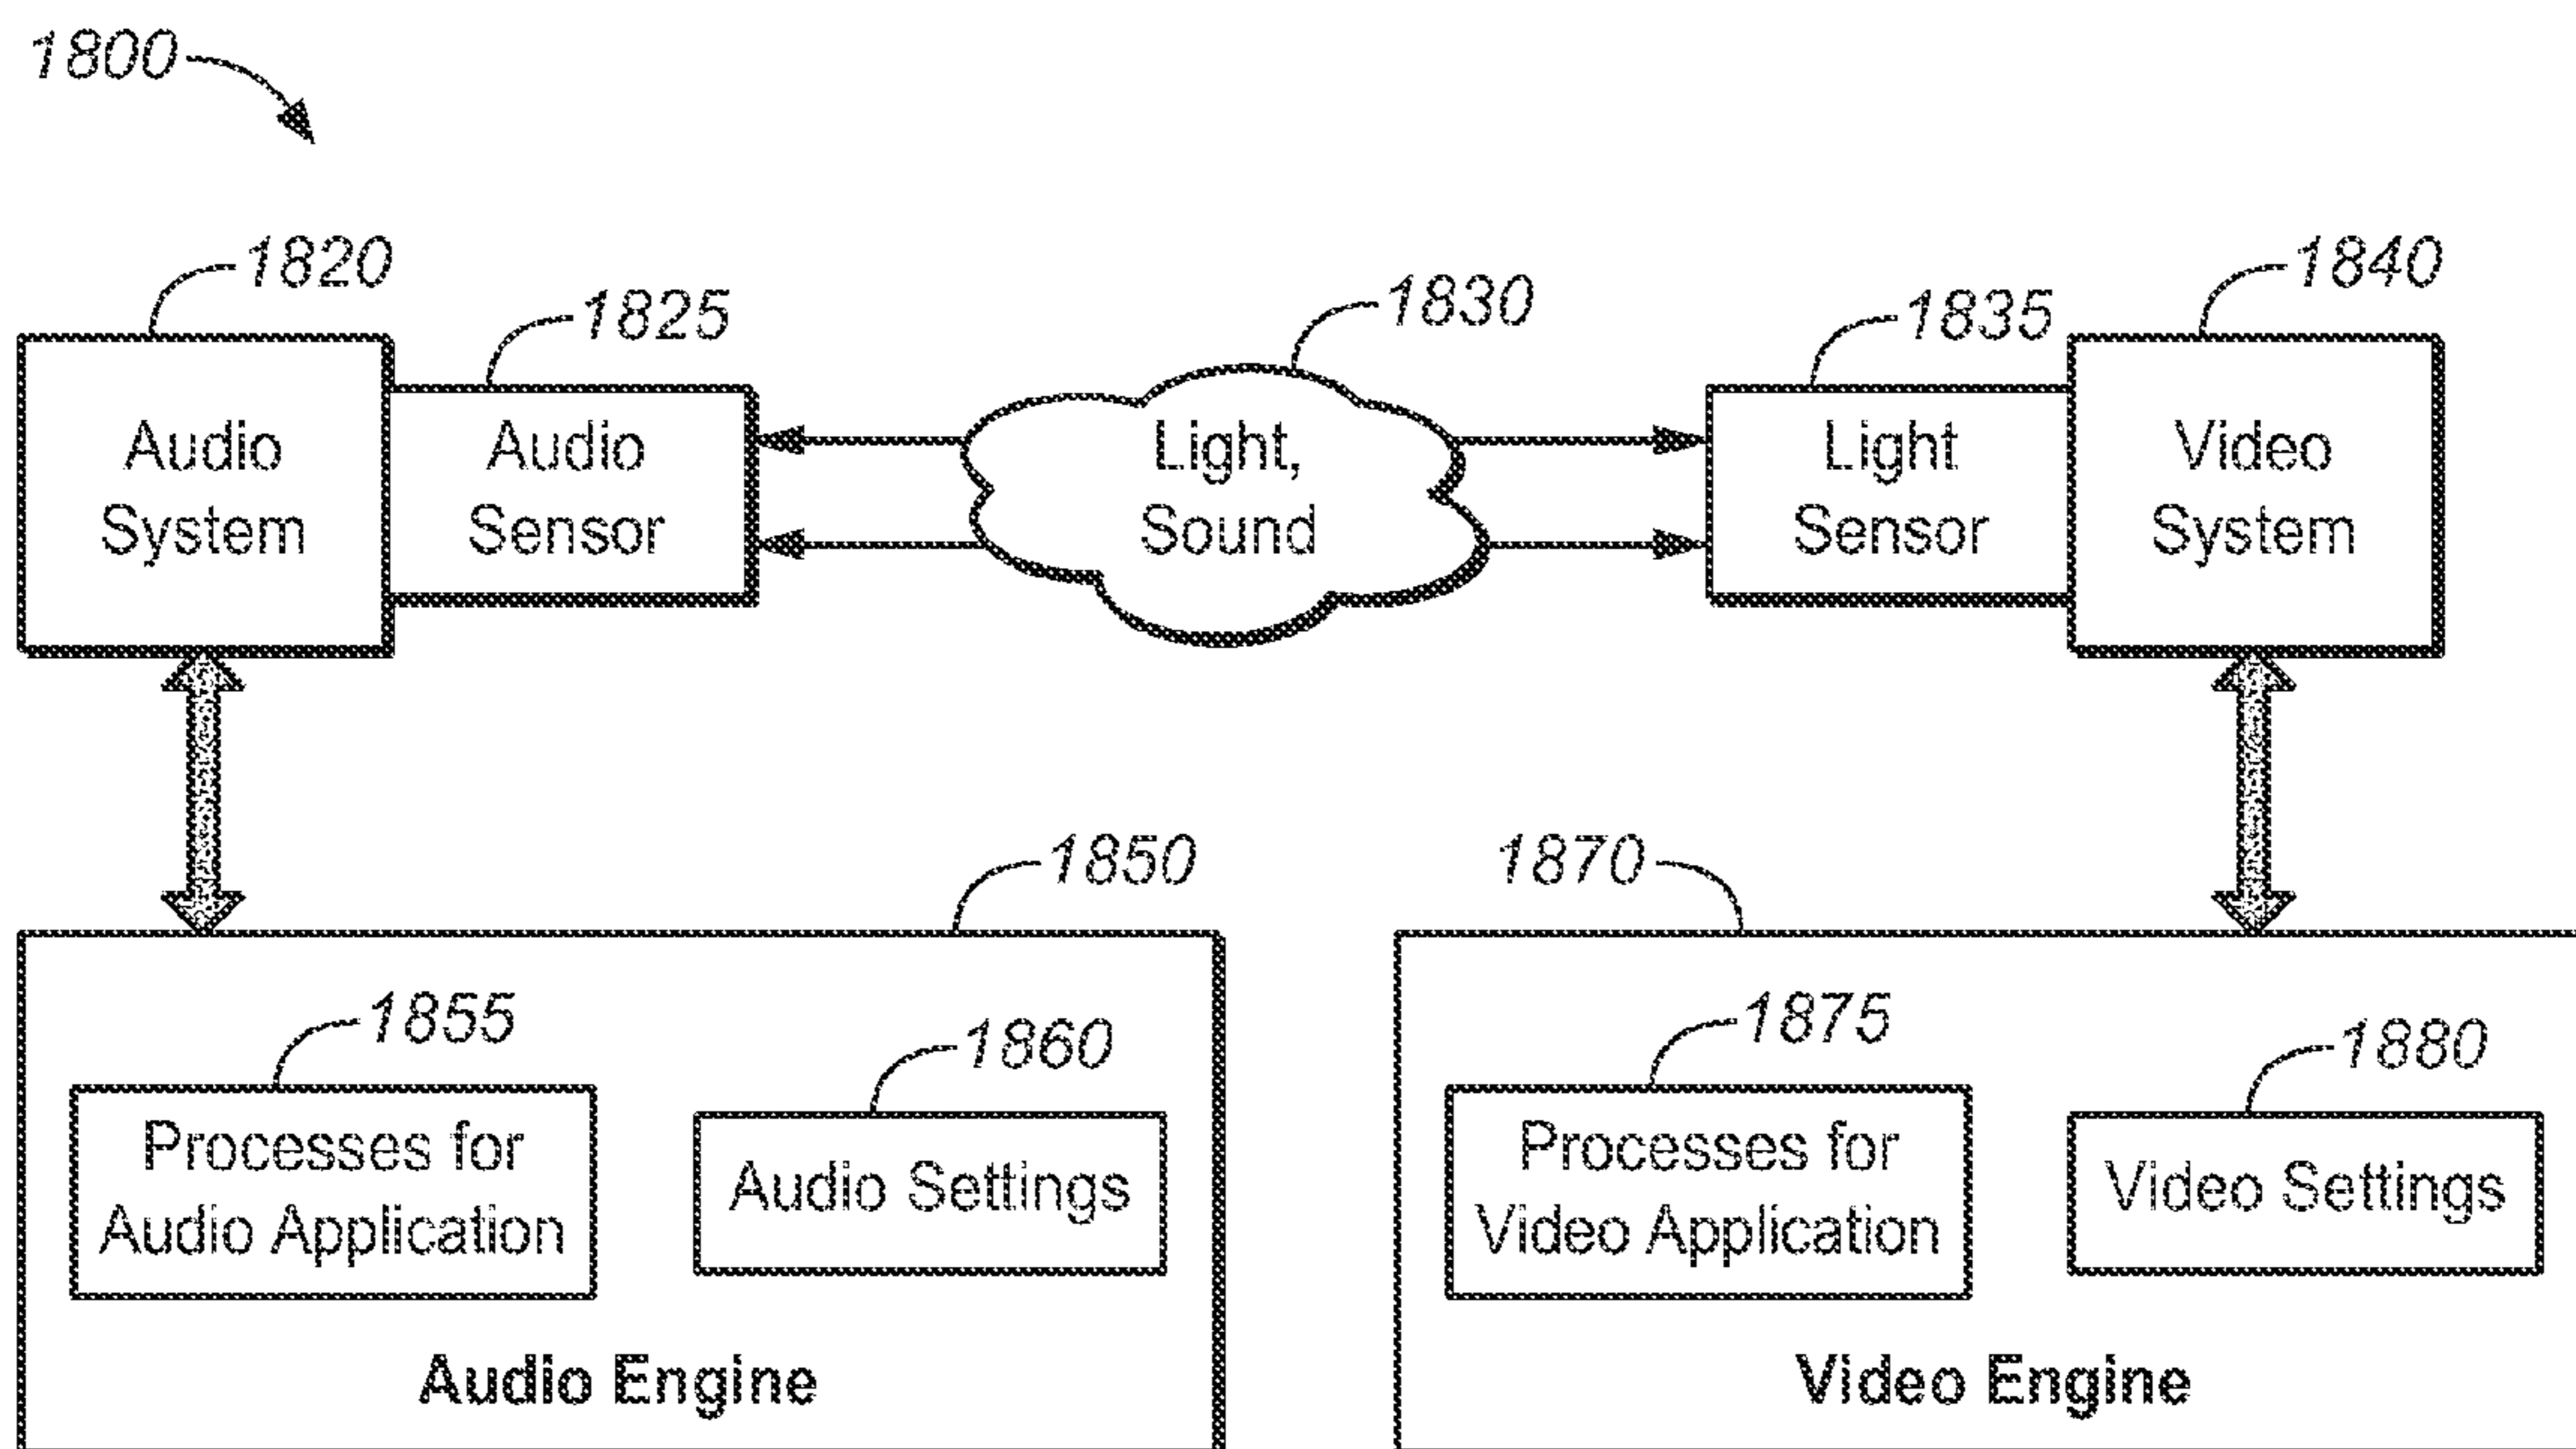 1800
1820
1825
1830
1835
1840
Audio
System
Audio
Sensor
Light,
Sound
Light
Sensor
Video
System
1850
1870
1855
1860
1875
1880
Processes for
Audio Application
Audio Settings
Processes for
Video Application
Video Settings
Audio Engine
Video Engine